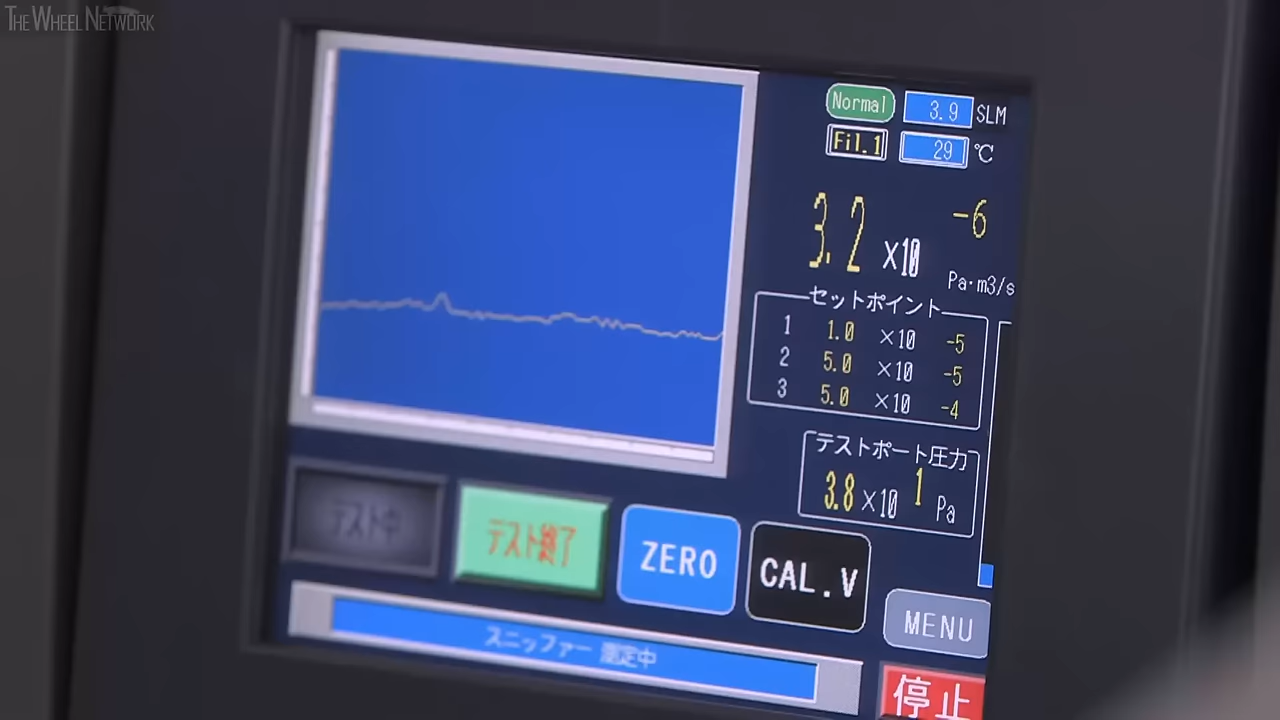 THE WHEEL NETWORK
Normal 3.9 SLM
Fil.1 29 ℃
3.2 ×10 -6
Pa·m3/s
セットポイント
1 1.0 ×10 -5
2 5.0 ×10 -5
3 5.0 ×10 -4
テストポート圧力
3.8 ×10 1 Pa
テスト中
テスト終了
ZERO
CAL.V
MENU
スニッファー 測定中
停止